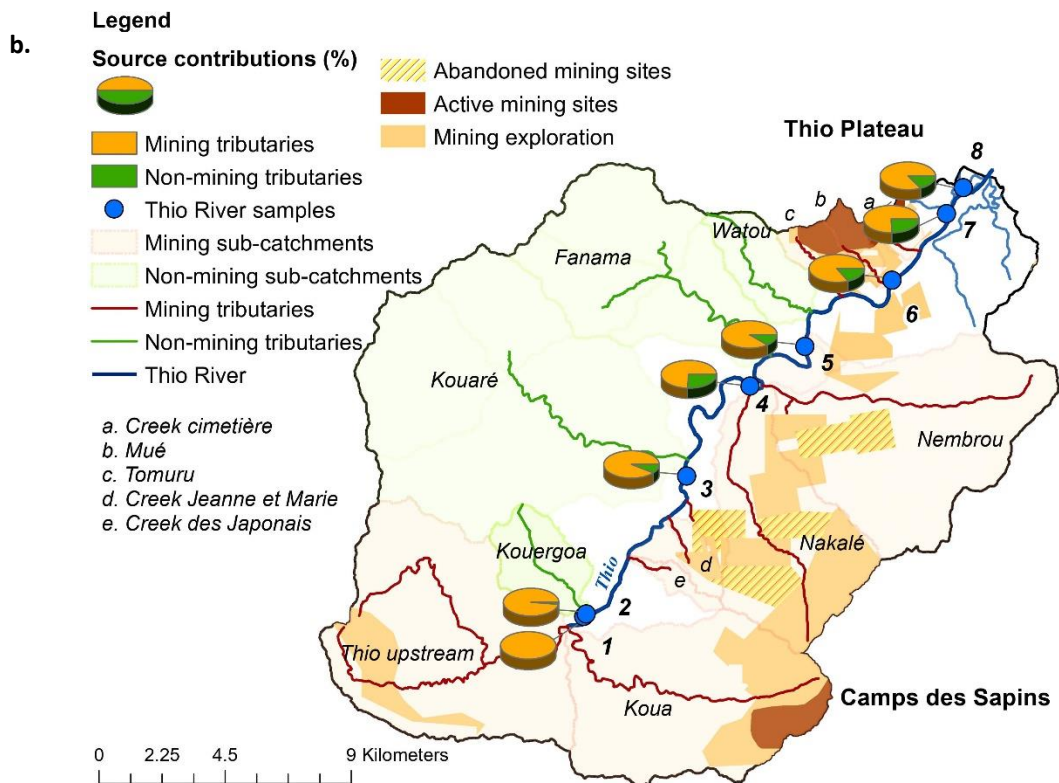 b.
Legend
Source contributions (%)
Mining tributaries
Non-mining tributaries
Thio River samples
Mining sub-catchments
Non-mining sub-catchments
Mining tributaries
Non-mining tributaries
Thio River
Abandoned mining sites
Active mining sites
Mining exploration
a. Creek cimetière
b. Mué
c. Tomuru
d. Creek Jeanne et Marie
e. Creek des Japonais
Thio Plateau
8
b
a
c
Watou
7
Fanama
6
5
Kouaré
4
Nembrou
3
Kouergoa
Nakalé
d
e
Thio
2
1
Thio upstream
Koua
Camps des Sapins
0 2.25 4.5 9 Kilometers